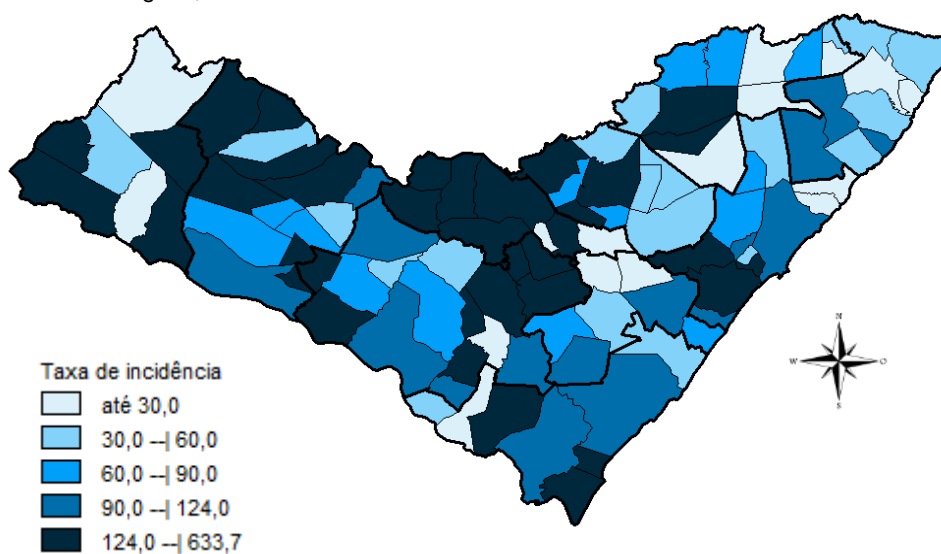 Taxa de incidência
até 30,0
30,0 --| 60,0
60,0 --| 90,0
90,0 --| 124,0
124,0 --| 633,7
N
W O
S